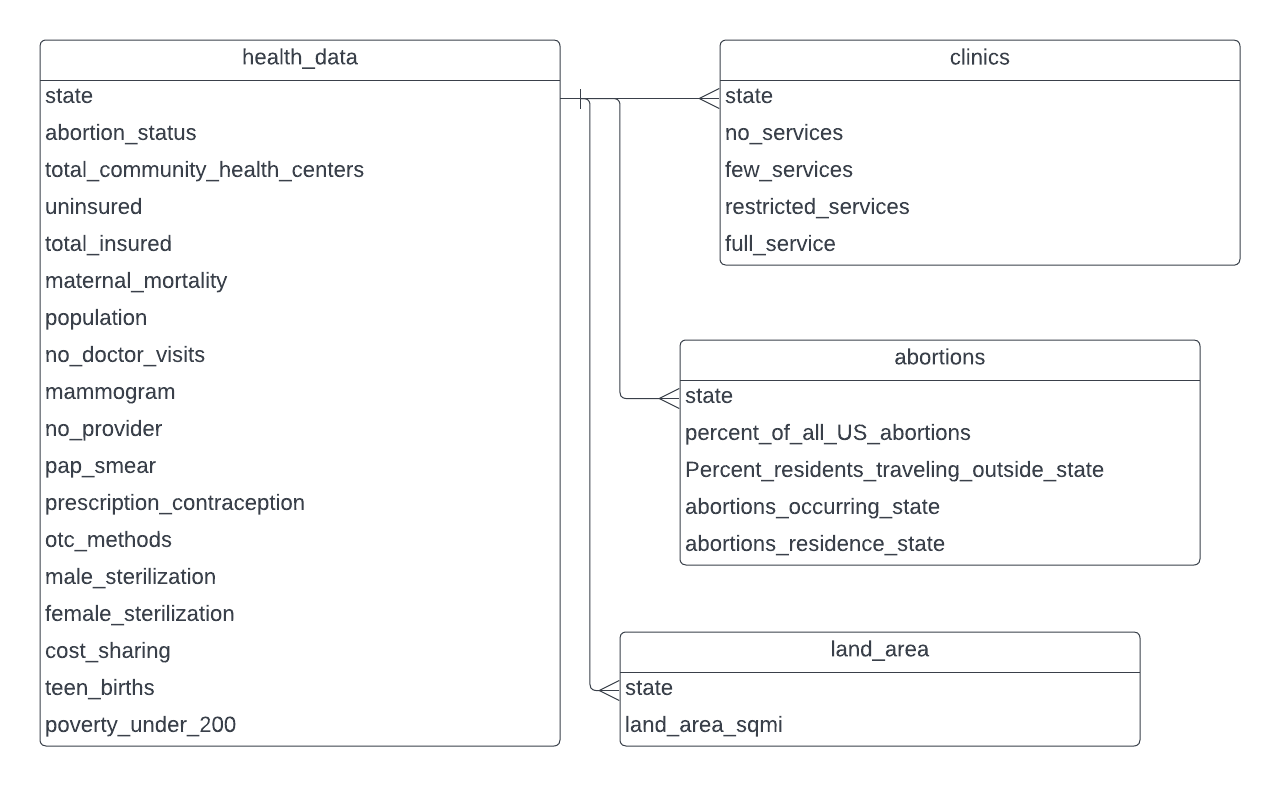 health_data
state
abortion_status
total_community_health_centers
uninsured
total_insured
maternal_mortality
population
no_doctor_visits
mammogram
no_provider
pap_smear
prescription_contraception
otc_methods
male_sterilization
female_sterilization
cost_sharing
teen_births
poverty_under_200
clinics
state
no_services
few_services
restricted_services
full_service
abortions
state
percent_of_all_US_abortions
Percent_residents_traveling_outside_state
abortions_occurring_state
abortions_residence_state
land_area
state
land_area_sqmi